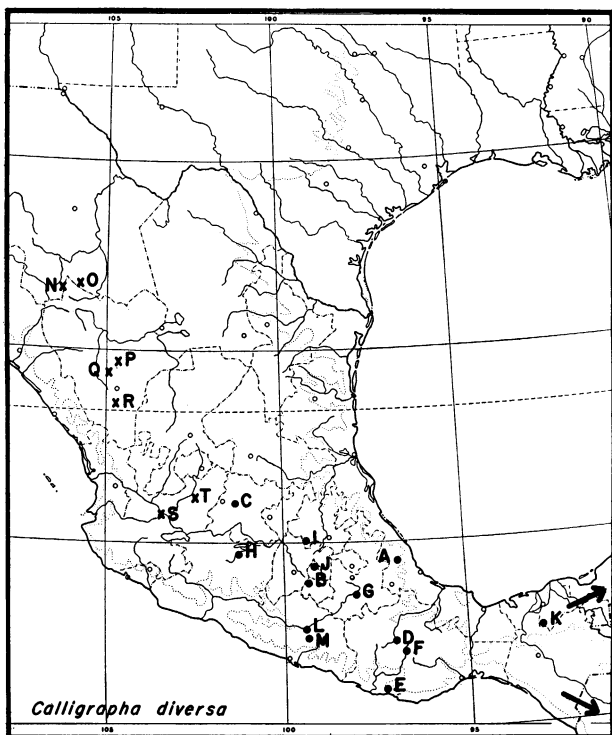 105 100 95 90
N x x O
x P
Q x
x R
x T
C
x S
I
H
A
J
B
G
K
L
D
M
F
E
Calligrapha diversa
105 100 95